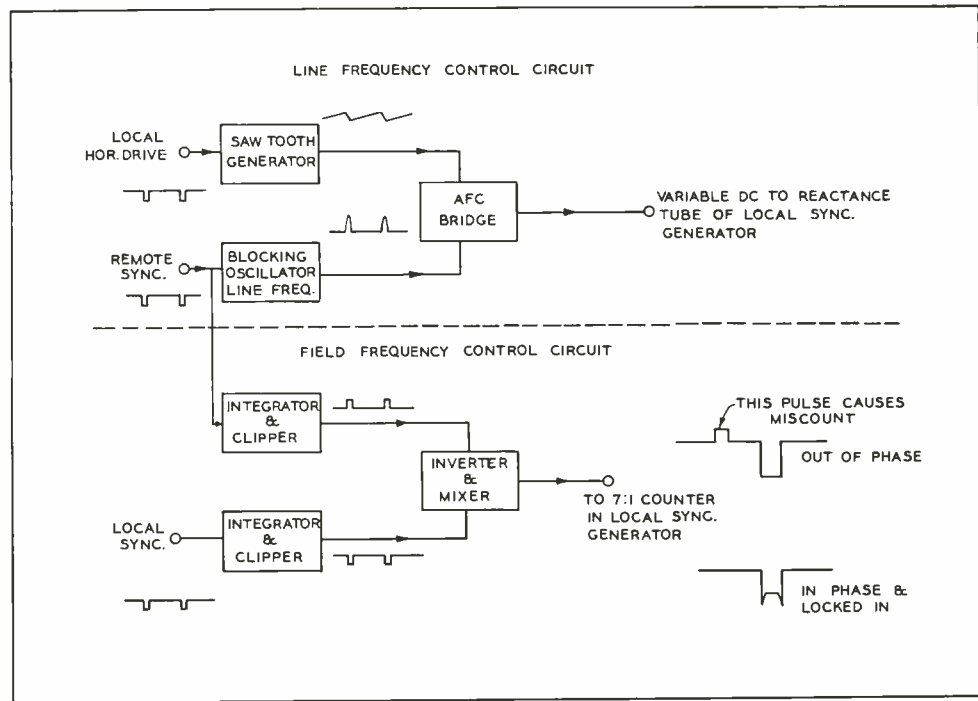 LINE FREQUENCY CONTROL CIRCUIT
LOCAL
HOR. DRIVE
SAW TOOTH
GENERATOR
AFC
BRIDGE
VARIABLE DC TO REACTANCE
TUBE OF LOCAL SYNC.
GENERATOR
REMOTE
SYNC.
BLOCKING
OSCILLATOR
LINE FREQ.
FIELD FREQUENCY CONTROL CIRCUIT
INTEGRATOR
&
CLIPPER
INVERTER
&
MIXER
TO 7:1 COUNTER
IN LOCAL SYNC.
GENERATOR
LOCAL
SYNC.
INTEGRATOR
&
CLIPPER
THIS PULSE CAUSES
MISCOUNT
OUT OF PHASE
IN PHASE &
LOCKED IN